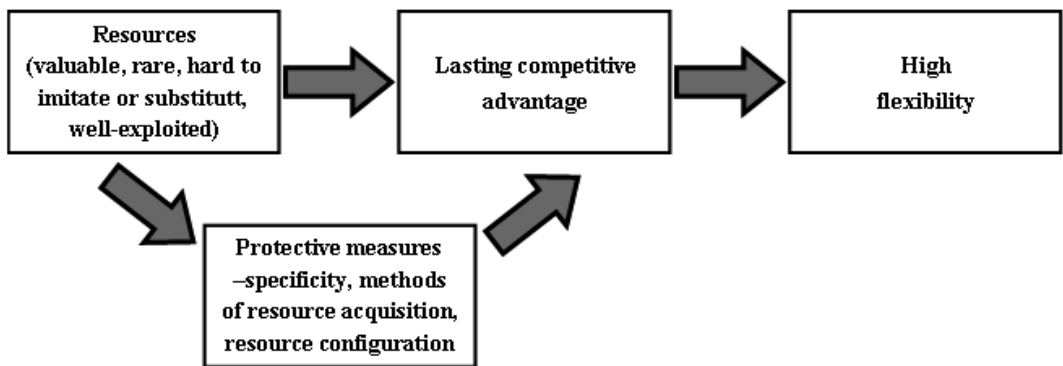 Resources
(valuable, rare, hard to
imitate or substitutt,
well-exploited)
Lasting competitive
advantage
High
flexibility
Protective measures
–specificity, methods
of resource acquisition,
resource configuration